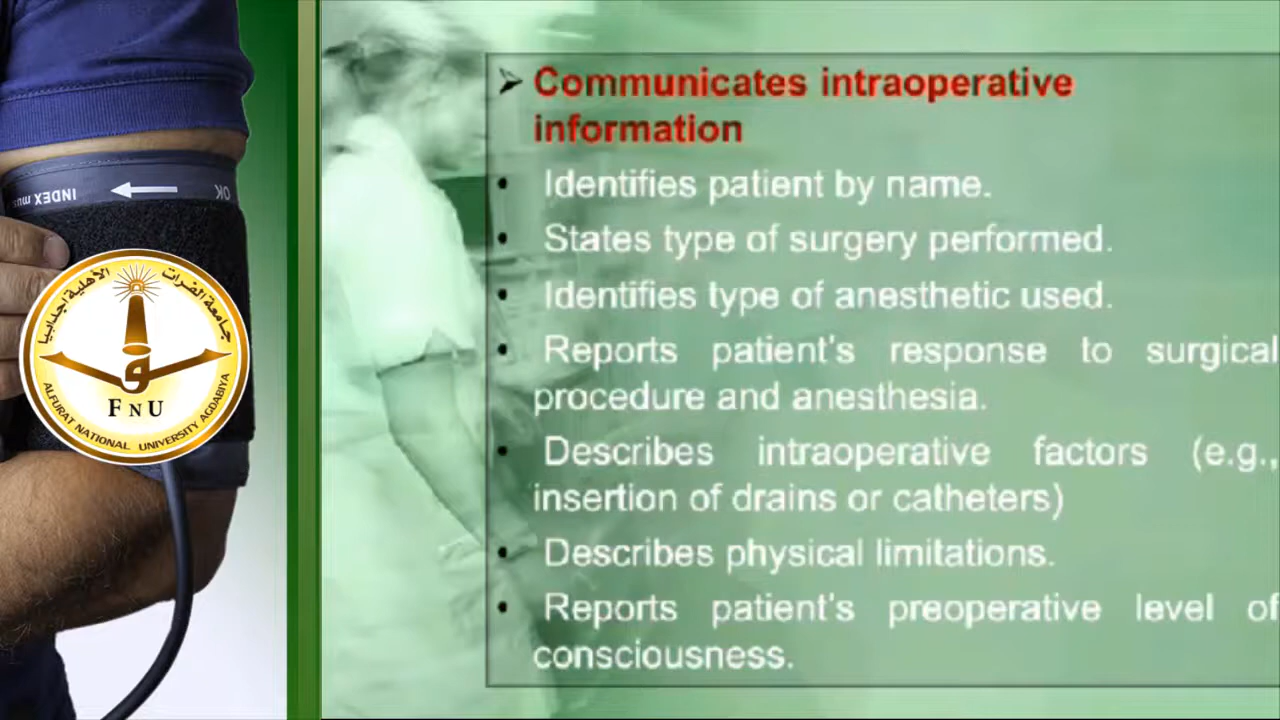 INDEX
OK
جامعة الفرات الأهلية اجدابيا
FNU
ALFURAT NATIONAL UNIVERSITY AGDABIYA
➢ Communicates intraoperative
information
• Identifies patient by name.
• States type of surgery performed.
• Identifies type of anesthetic used.
• Reports patient's response to surgical
procedure and anesthesia.
• Describes intraoperative factors (e.g.,
insertion of drains or catheters)
• Describes physical limitations.
• Reports patient's preoperative level of
consciousness.